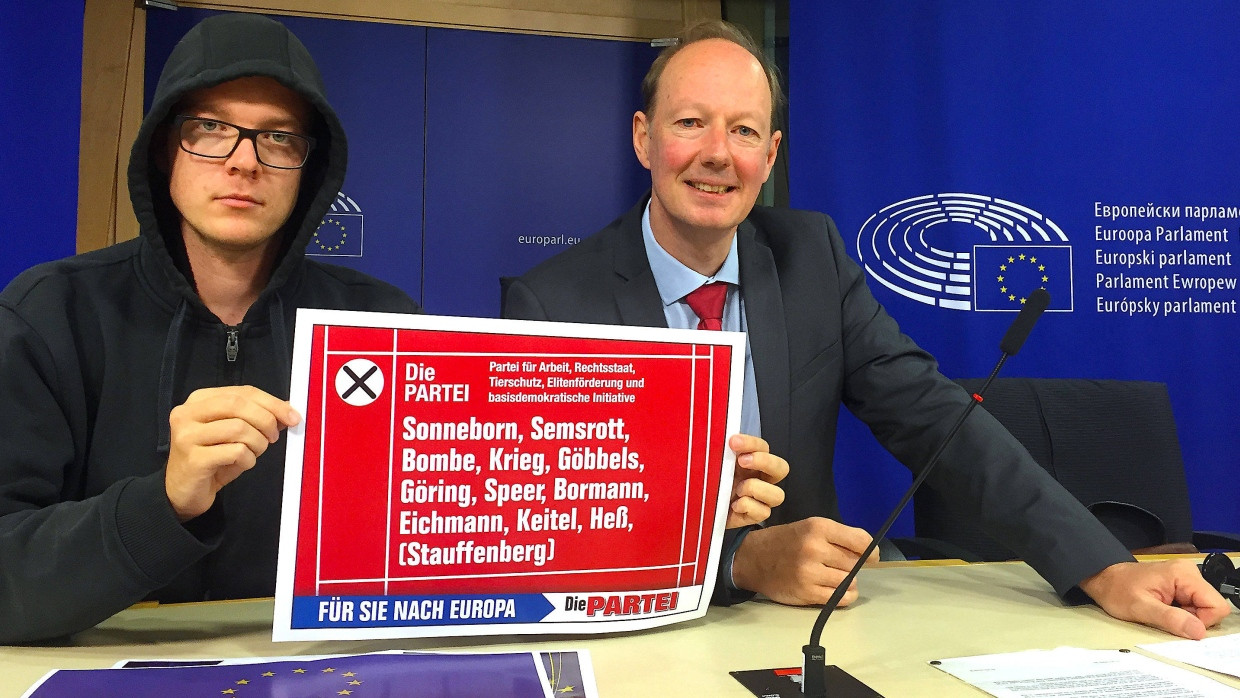 europarl.eu
Европейски парлам
Euroopa Parlament
Europski parlament
Parlament Ewropew
Európsky parlament
Die
PARTEI
Partei für Arbeit, Rechtsstaat,
Tierschutz, Elitenförderung und
basisdemokratische Initiative
Sonneborn, Semsrott,
Bombe, Krieg, Göbbels,
Göring, Speer, Bormann,
Eichmann, Keitel, Heß,
(Stauffenberg)
FÜR SIE NACH EUROPA
Die PARTEI